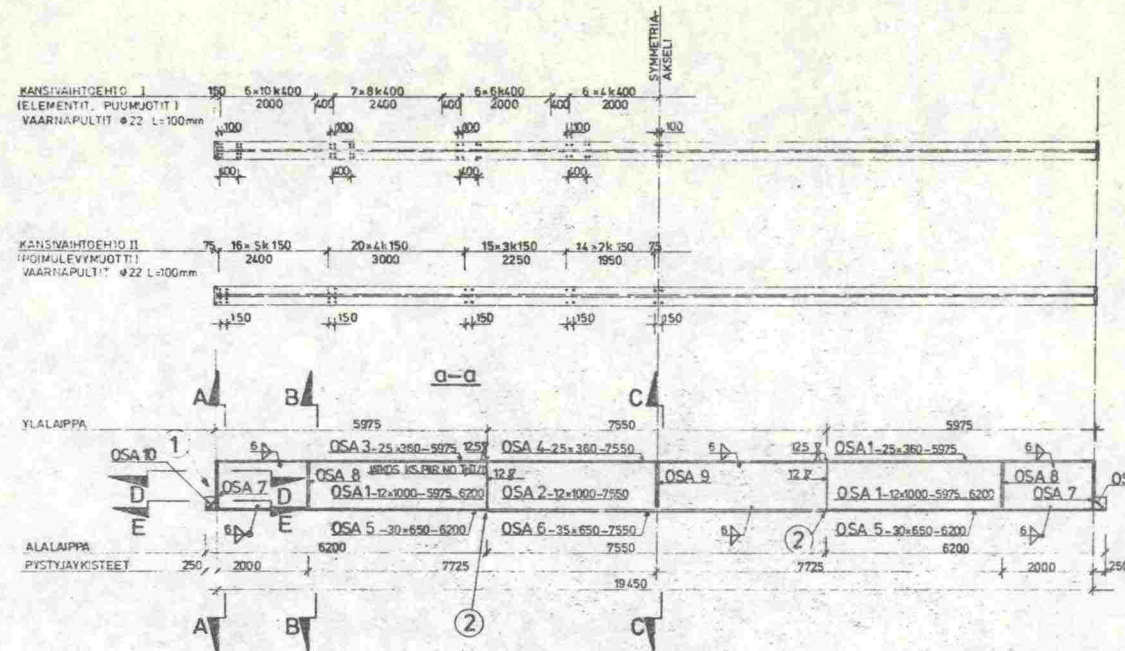 SYMMETRIA-
AKSELI
KANSIVAIHTOEHTO I 150 6×10k400 7×8k400 6×6k400 6×4k400
(ELEMENTIT, PUUMUOTIT) 2000 400 2400 400 2000 400 2000
VAARNAPULTIT Φ22 L=100mm
100 100 100 100 100
400 400 400 400
KANSIVAIHTOEHTO II 75 16×5k150 20×4k150 15×3k150 14×2k150 75
(POIMULEVYMUOTTI) 2400 3000 2250 1950
VAARNAPULTIT Φ22 L=100mm
150 150 150 150 150
a-a
A B C
YLÄLAIPPA 5975 7550 5975
1
OSA 10 6 OSA 3-25×360-5975 125 OSA 4-25×360-7550 6 125 OSA 1-25×360-5975 6
D OSA 7 D OSA 8 12 OSA 9 12 OSA 8
OSA 1-12×1000-5975...6200 OSA 2-12×1000-7550 OSA 1-12×1000-5975...6200 OSA 7
E E
6 OSA 5-30×650-6200 OSA 6-35×650-7550 6 2 OSA 5-30×650-6200 6
ALALAIPPA 6200 7550 6200
PYSTYJÄYKISTEET 250 2000 7725 7725 2000 250
19450
A B 2 C